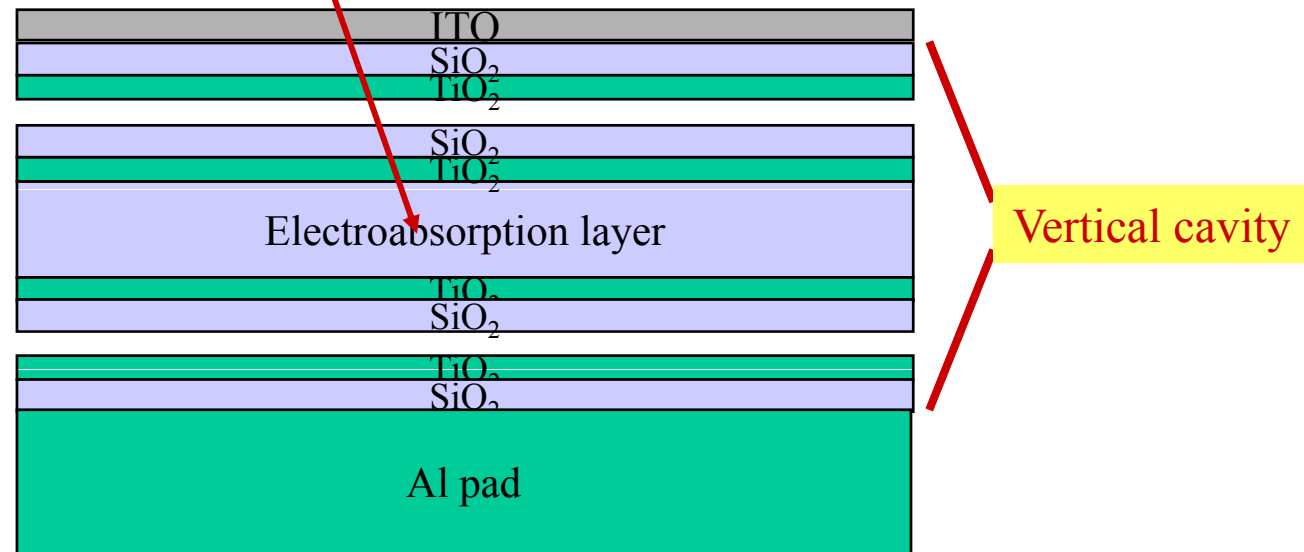 ITO
SiO₂
TiO₂
SiO₂
TiO₂
Electroabsorption layer
Vertical cavity
TiO₂
SiO₂
TiO₂
SiO₂
Al pad